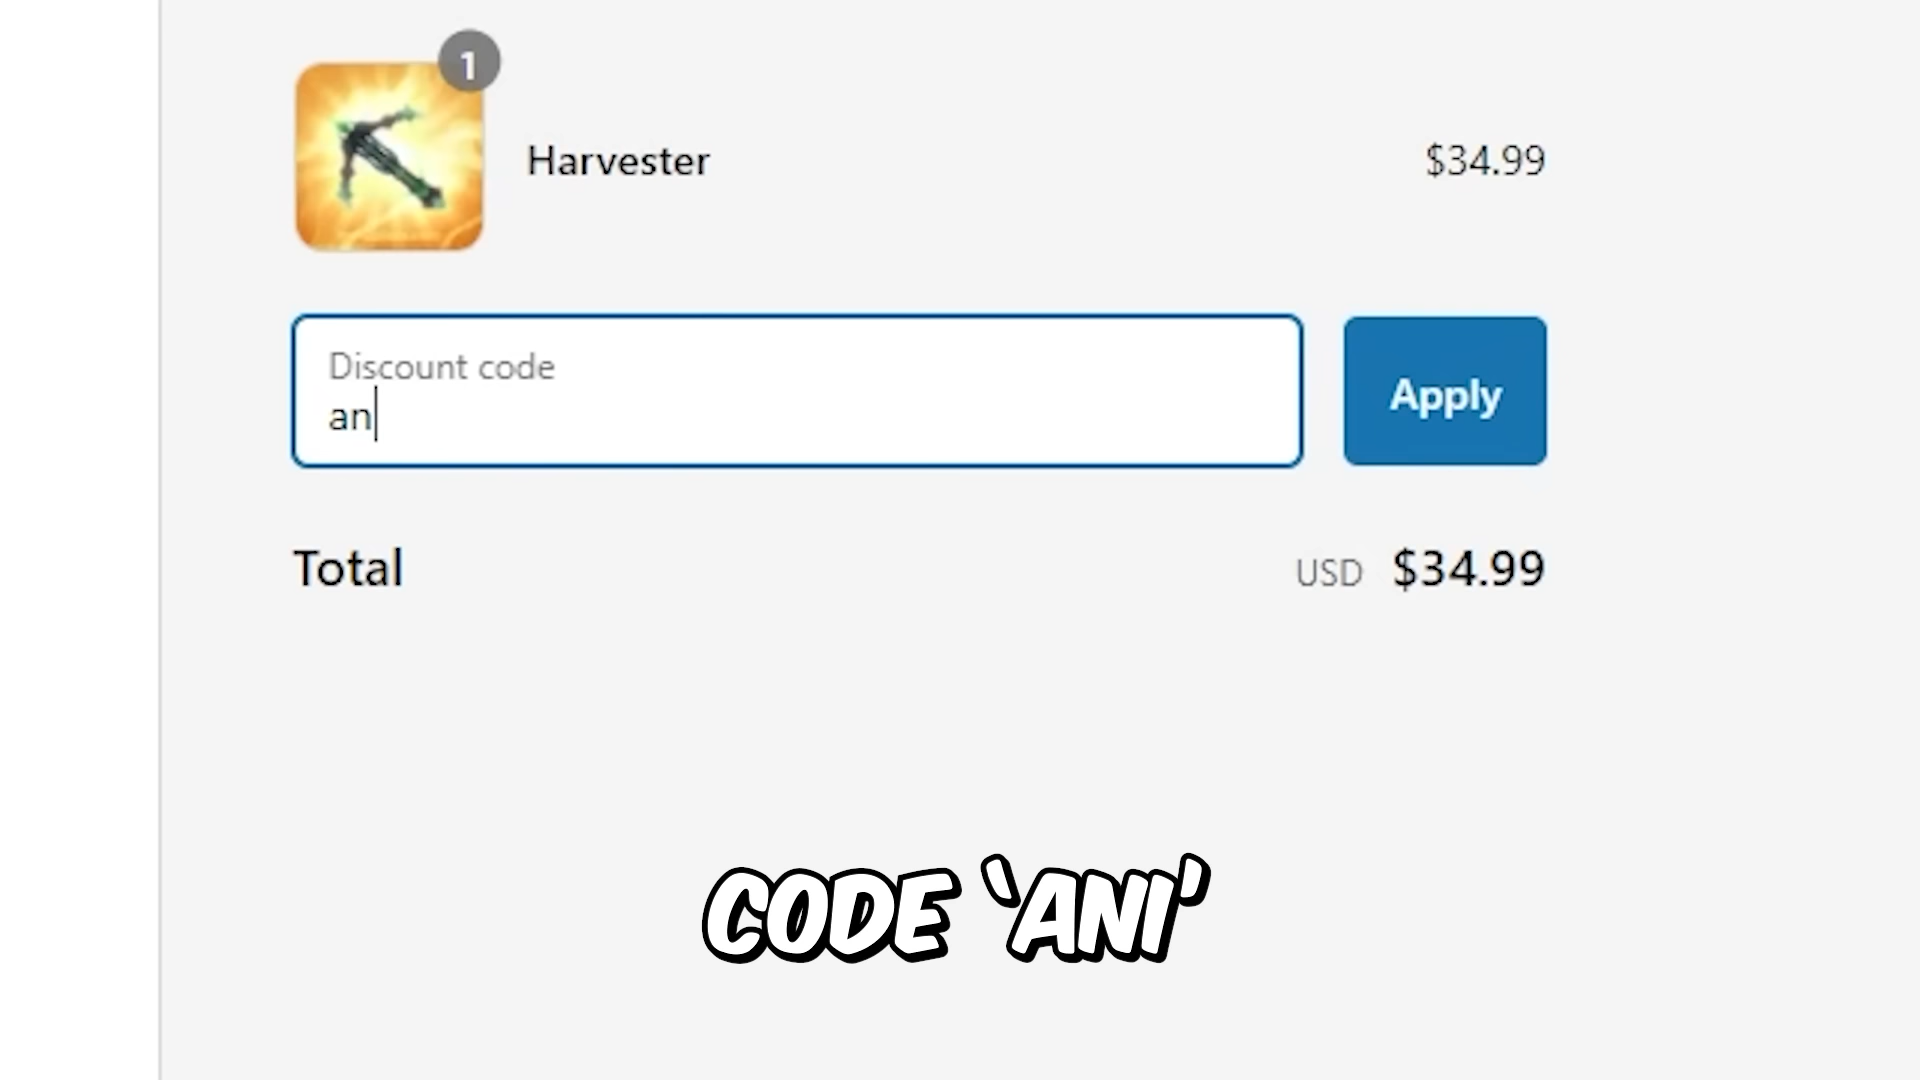 1
Harvester $34.99
Discount code
an
Apply
Total USD $34.99
CODE 'ANI'